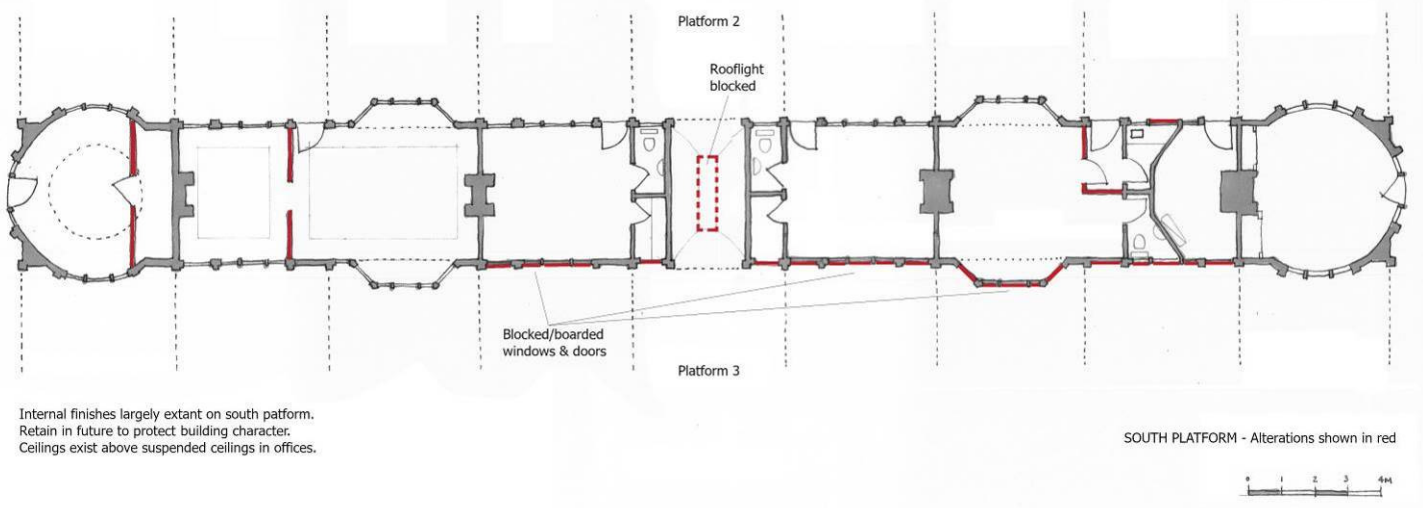 Platform 2
Rooflight
blocked
Blocked/boarded
windows & doors
Platform 3
Internal finishes largely extant on south patform.
Retain in future to protect building character.
Ceilings exist above suspended ceilings in offices.
SOUTH PLATFORM - Alterations shown in red
0 1 2 3 4M